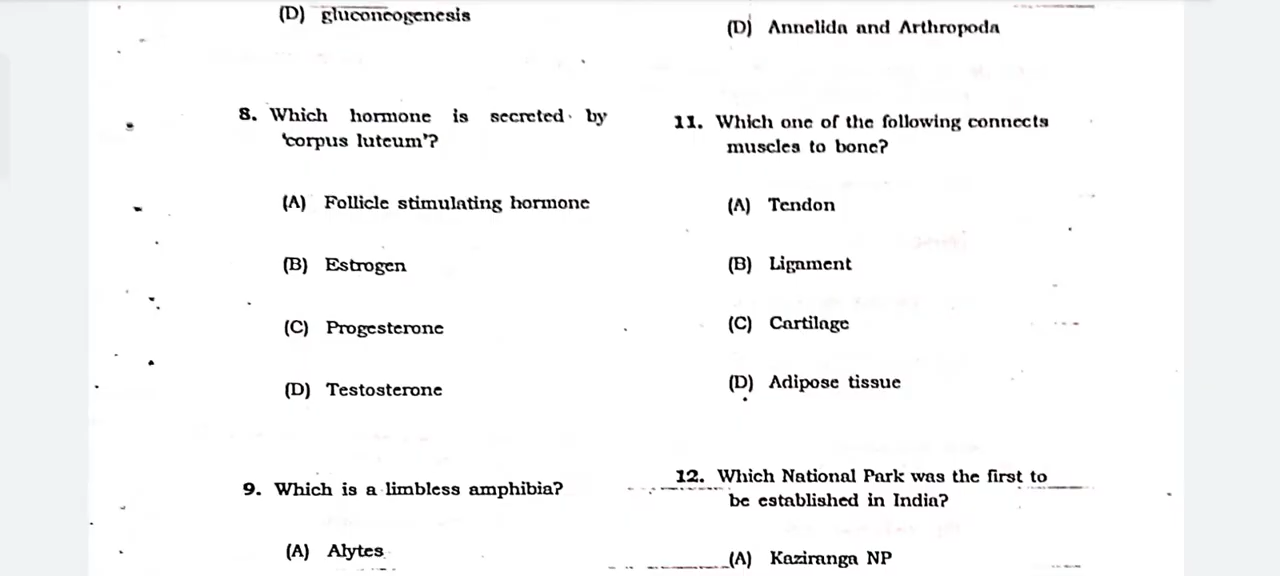 (D) gluconeogenesis
8. Which hormone is secreted by
'corpus luteum'?
(A) Follicle stimulating hormone
(B) Estrogen
(C) Progesterone
(D) Testosterone
9. Which is a limbless amphibia?
(A) Alytes
(D) Annelida and Arthropoda
11. Which one of the following connects
muscles to bone?
(A) Tendon
(B) Ligament
(C) Cartilage
(D) Adipose tissue
12. Which National Park was the first to
be established in India?
(A) Kaziranga NP